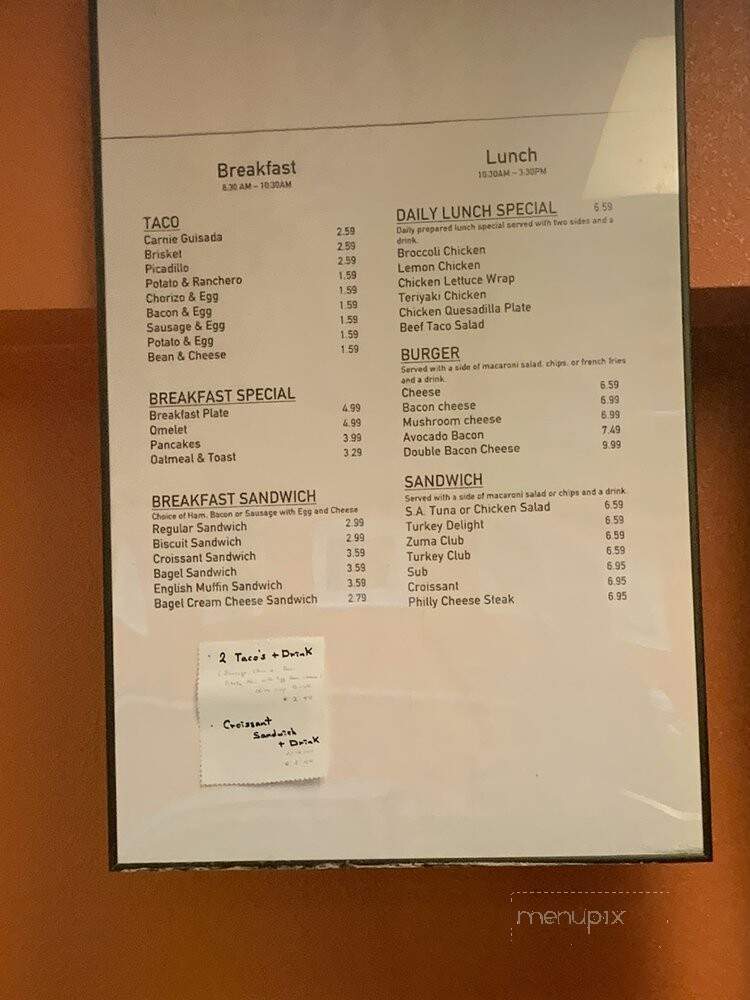 Breakfast
8:30 AM – 10:30AM
TACO
Carnie Guisada 2.59
Brisket 2.59
Picadillo 2.59
Potato & Ranchero 1.59
Chorizo & Egg 1.59
Bacon & Egg 1.59
Sausage & Egg 1.59
Potato & Egg 1.59
Bean & Cheese 1.59
BREAKFAST SPECIAL
Breakfast Plate 4.99
Omelet 4.99
Pancakes 3.99
Oatmeal & Toast 3.29
BREAKFAST SANDWICH
Choice of Ham, Bacon or Sausage with Egg and Cheese
Regular Sandwich 2.99
Biscuit Sandwich 2.99
Croissant Sandwich 3.59
Bagel Sandwich 3.59
English Muffin Sandwich 3.59
Bagel Cream Cheese Sandwich 2.79
2 Taco's + Drink
Croissant
Sandwich
+ Drink
Lunch
10:30AM – 3:30PM
DAILY LUNCH SPECIAL 6.59
Daily prepared lunch special served with two sides and a
drink.
Broccoli Chicken
Lemon Chicken
Chicken Lettuce Wrap
Teriyaki Chicken
Chicken Quesadilla Plate
Beef Taco Salad
BURGER
Served with a side of macaroni salad, chips, or french fries
and a drink.
Cheese 6.59
Bacon cheese 6.99
Mushroom cheese 6.99
Avocado Bacon 7.49
Double Bacon Cheese 9.99
SANDWICH
Served with a side of macaroni salad or chips and a drink.
S.A. Tuna or Chicken Salad 6.59
Turkey Delight 6.59
Zuma Club 6.59
Turkey Club 6.59
Sub 6.95
Croissant 6.95
Philly Cheese Steak 6.95
menupix